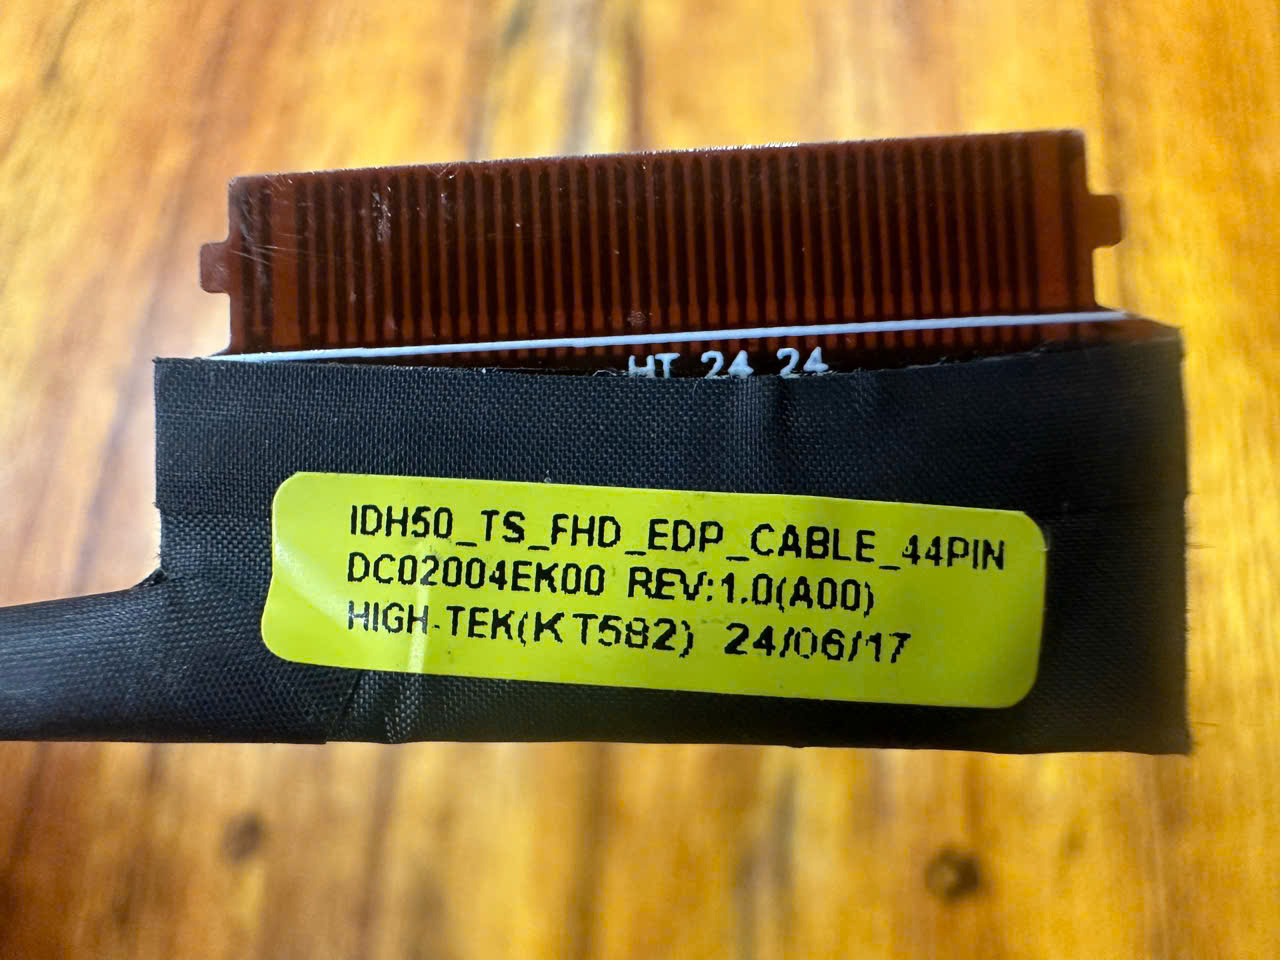 HT 24 24
IDH50_TS_FHD_EDP_CABLE_44PIN
DC02004EK00 REV:1.0(A00)
HIGH-TEK(KT582) 24/06/17